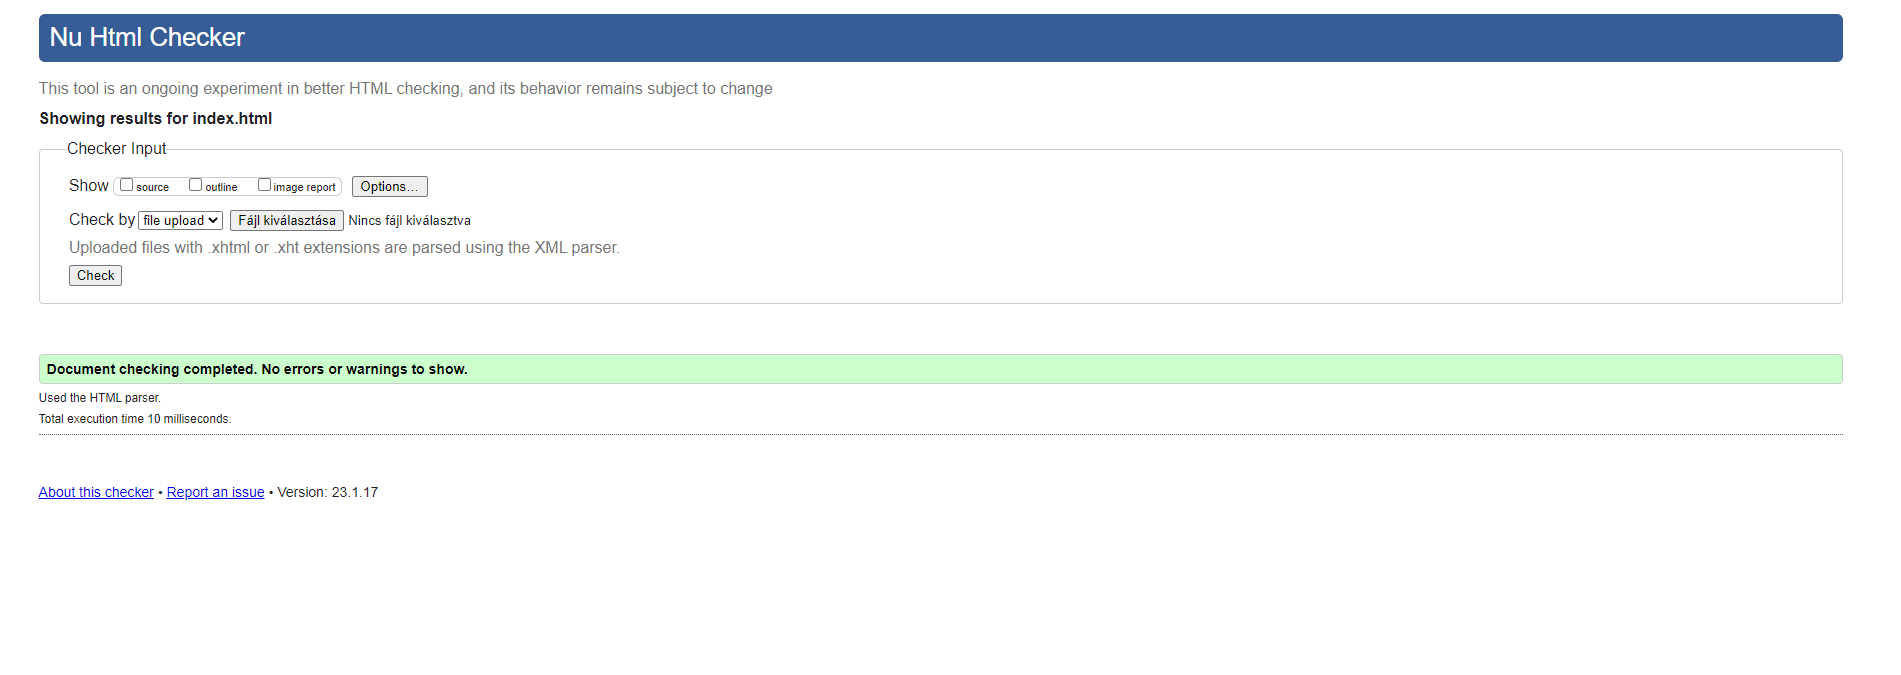 Nu Html Checker
This tool is an ongoing experiment in better HTML checking, and its behavior remains subject to change
Showing results for index.html
Checker Input
Show source outline image report Options...
Check by file upload Fájl kiválasztása Nincs fájl kiválasztva
Uploaded files with .xhtml or .xht extensions are parsed using the XML parser.
Check
Document checking completed. No errors or warnings to show.
Used the HTML parser.
Total execution time 10 milliseconds.
About this checker • Report an issue • Version: 23.1.17